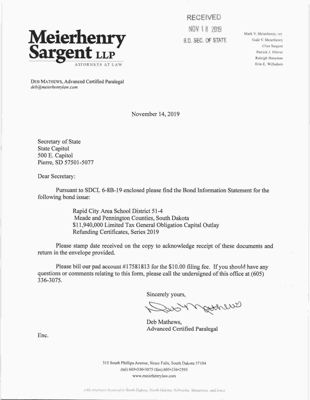 RECEIVED
NOV 18 2019
S.D. SEC. OF STATE
Meierhenry
Sargent LLP
ATTORNEYS AT LAW
Mark V. Meierhenry
Todd V. Meierhenry
Clint Sargent
Patrick J. Glover
Raleigh Hansman
Erin E. Willadsen
DEB MATHEWS, Advanced Certified Paralegal
deb@meierhenrylaw.com
November 14, 2019
Secretary of State
State Capitol
500 E. Capitol
Pierre, SD 57501-5077
Dear Secretary:
Pursuant to SDCL 6-8B-19 enclosed please find the Bond Information Statement for the
following bond issue:
Rapid City Area School District 51-4
Meade and Pennington Counties, South Dakota
$11,940,000 Limited Tax General Obligation Capital Outlay
Refunding Certificates, Series 2019
Please stamp date received on the copy to acknowledge receipt of these documents and
return in the envelope provided.
Please bill our pad account #17581813 for the $10.00 filing fee. If you should have any
questions or comments relating to this form, please call the undersigned of this office at (605)
336-3075.
Sincerely yours,
Deb Mathews
Deb Mathews,
Advanced Certified Paralegal
Enc.
315 South Phillips Avenue, Sioux Falls, South Dakota 57104
(tel) 605•336•3075 (fax) 605•336•2593
www.meierhenrylaw.com
with attorneys licensed in South Dakota, North Dakota, Nebraska, Minnesota, and Iowa